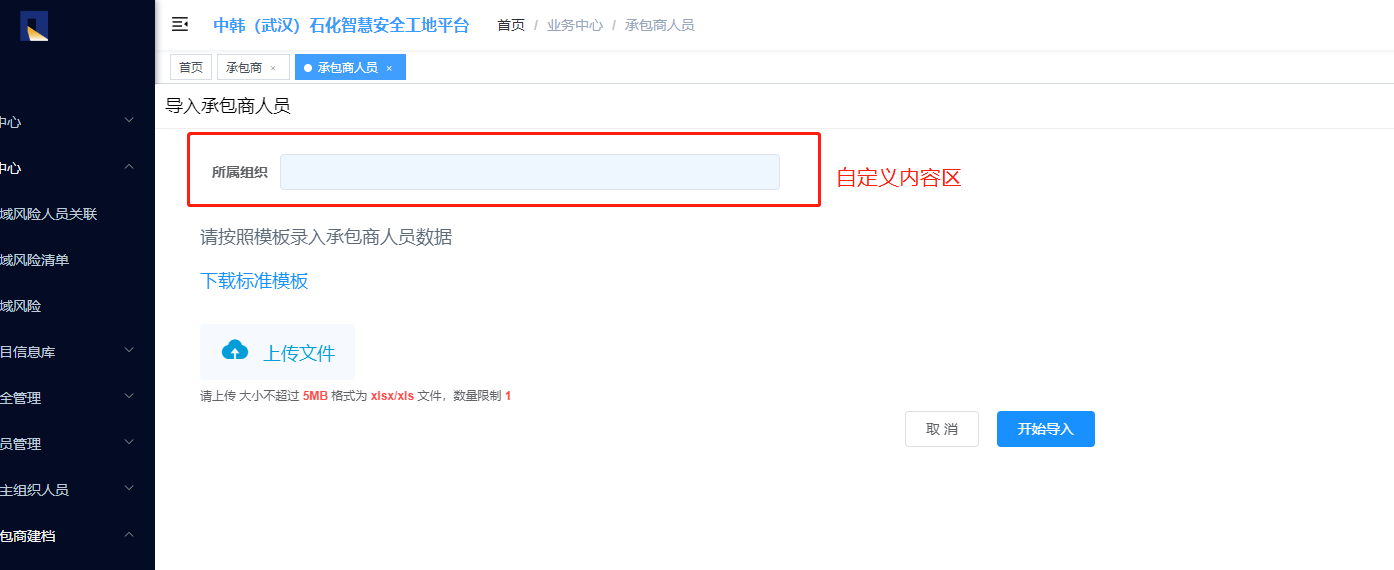 中韩（武汉）石化智慧安全工地平台 首页 / 业务中心 / 承包商人员
首页 承包商 × 承包商人员 ×
导入承包商人员
中心
中心
域风险人员关联
域风险清单
域风险
目信息库
全管理
员管理
主组织人员
包商建档
所属组织
自定义内容区
请按照模板录入承包商人员数据
下载标准模板
上传文件
请上传 大小不超过 5MB 格式为 xlsx/xls 文件，数量限制 1
取 消 开始导入